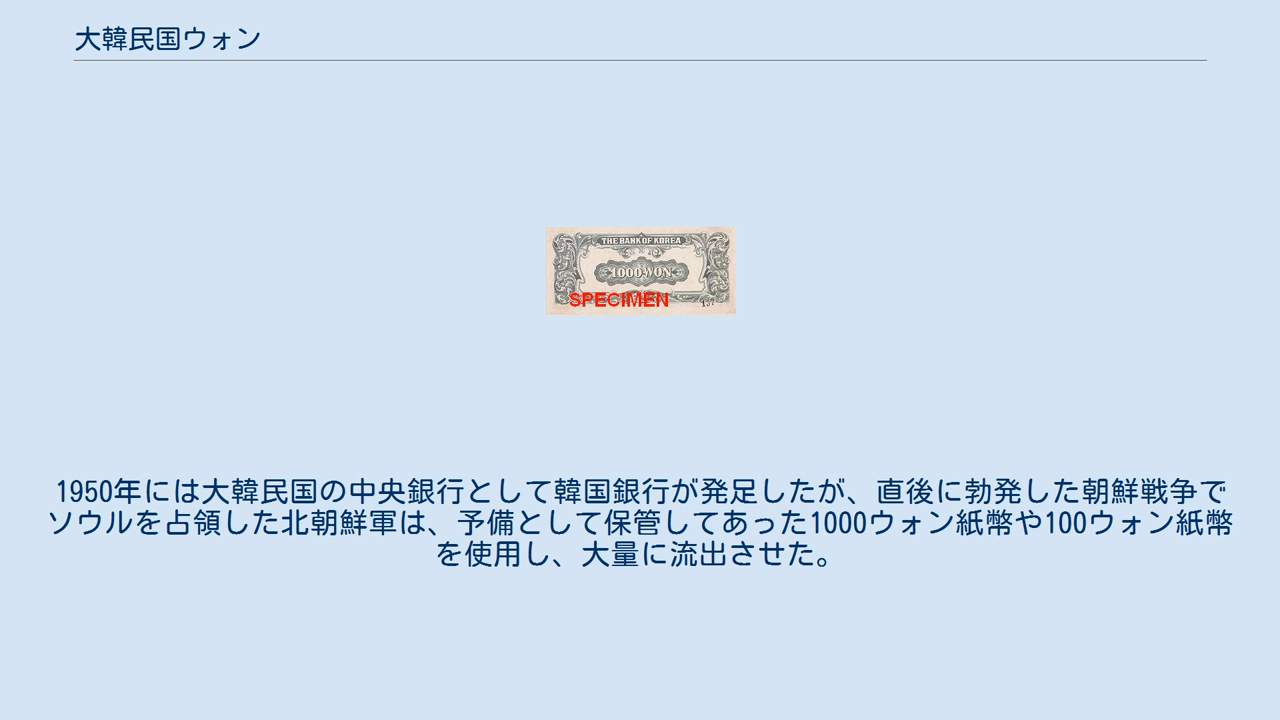 大韓民国ウォン
THE BANK OF KOREA
1000 WON
SPECIMEN
1950年には大韓民国の中央銀行として韓国銀行が発足したが、直後に勃発した朝鮮戦争で
ソウルを占領した北朝鮮軍は、予備として保管してあった1000ウォン紙幣や100ウォン紙幣
を使用し、大量に流出させた。